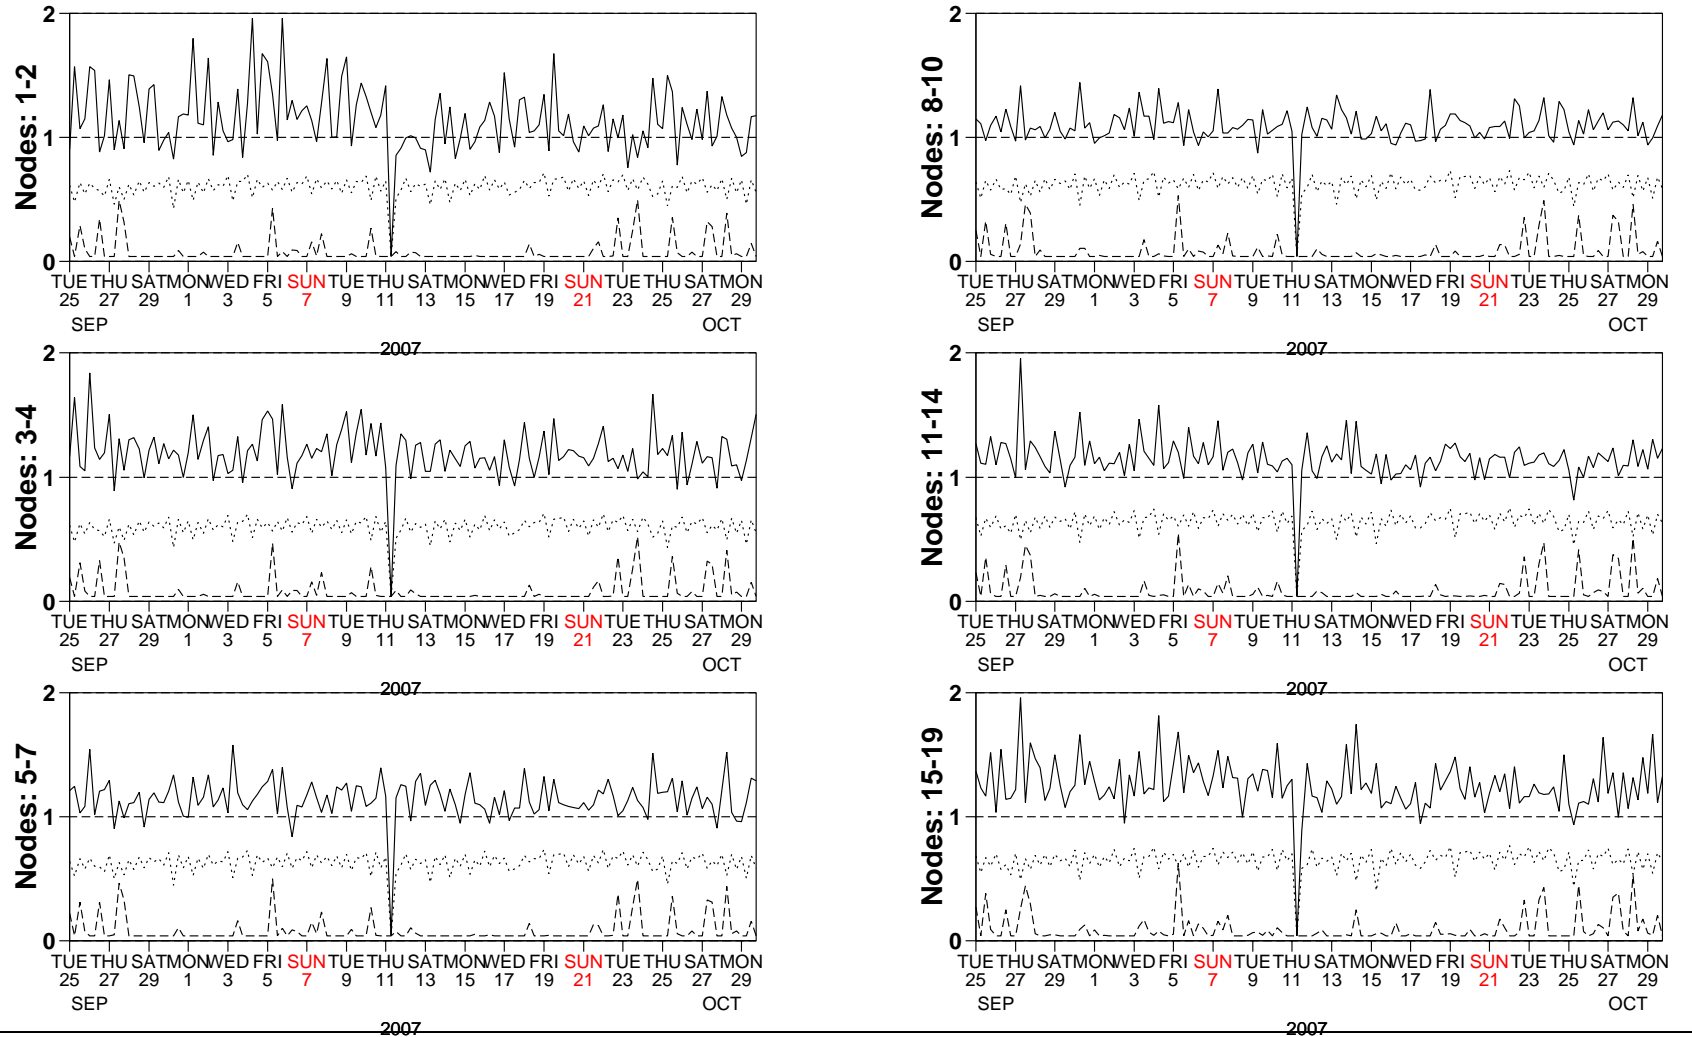 Nodes: 1-2
2
1
0
TUE THU SAT MON WED FRI SUN TUE THU SAT MON WED FRI SUN TUE THU SAT MON
25 27 29 1 3 5 7 9 11 13 15 17 19 21 23 25 27 29
SEP OCT
2007
Nodes: 8-10
2
1
0
TUE THU SAT MON WED FRI SUN TUE THU SAT MON WED FRI SUN TUE THU SAT MON
25 27 29 1 3 5 7 9 11 13 15 17 19 21 23 25 27 29
SEP OCT
2007
Nodes: 3-4
2
1
0
TUE THU SAT MON WED FRI SUN TUE THU SAT MON WED FRI SUN TUE THU SAT MON
25 27 29 1 3 5 7 9 11 13 15 17 19 21 23 25 27 29
SEP OCT
2007
Nodes: 11-14
2
1
0
TUE THU SAT MON WED FRI SUN TUE THU SAT MON WED FRI SUN TUE THU SAT MON
25 27 29 1 3 5 7 9 11 13 15 17 19 21 23 25 27 29
SEP OCT
2007
Nodes: 5-7
2
1
0
TUE THU SAT MON WED FRI SUN TUE THU SAT MON WED FRI SUN TUE THU SAT MON
25 27 29 1 3 5 7 9 11 13 15 17 19 21 23 25 27 29
SEP OCT
2007
Nodes: 15-19
2
1
0
TUE THU SAT MON WED FRI SUN TUE THU SAT MON WED FRI SUN TUE THU SAT MON
25 27 29 1 3 5 7 9 11 13 15 17 19 21 23 25 27 29
SEP OCT
2007